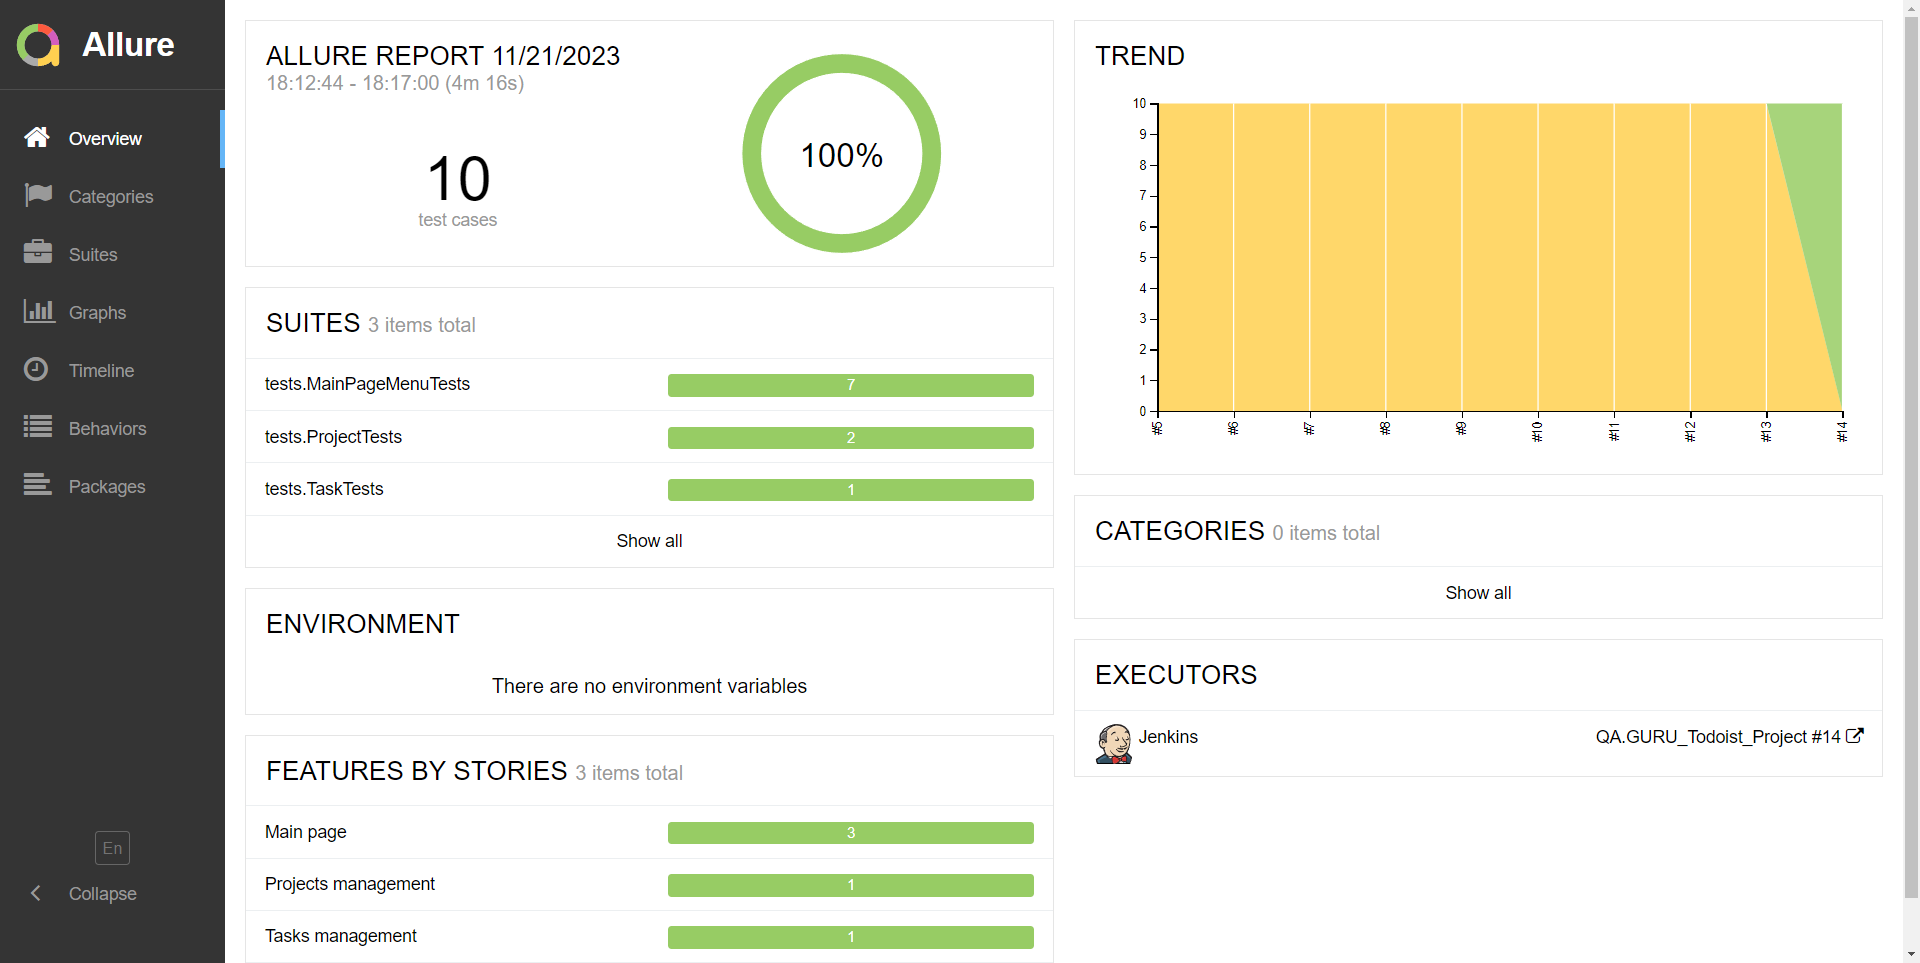 Allure
Overview
Categories
Suites
Graphs
Timeline
Behaviors
Packages
En
Collapse
ALLURE REPORT 11/21/2023
18:12:44 - 18:17:00 (4m 16s)
10
test cases
100%
SUITES 3 items total
tests.MainPageMenuTests 7
tests.ProjectTests 2
tests.TaskTests 1
Show all
ENVIRONMENT
There are no environment variables
FEATURES BY STORIES 3 items total
Main page 3
Projects management 1
Tasks management 1
TREND
10
9
8
7
6
5
4
3
2
1
0
#5 #6 #7 #8 #9 #10 #11 #12 #13 #14
CATEGORIES 0 items total
Show all
EXECUTORS
Jenkins QA.GURU_Todoist_Project #14